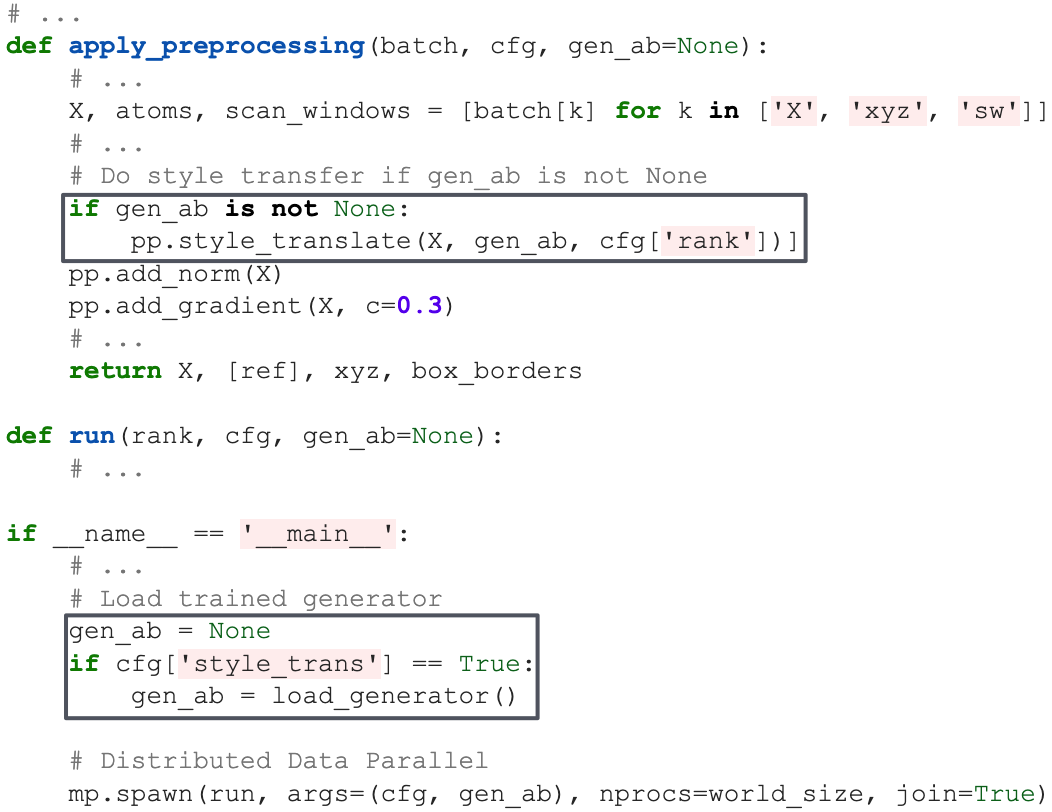 # ...
def apply_preprocessing(batch, cfg, gen_ab=None):
    # ...
    X, atoms, scan_windows = [batch[k] for k in ['X', 'xyz', 'sw']]
    # ...
    # Do style transfer if gen_ab is not None
    if gen_ab is not None:
        pp.style_translate(X, gen_ab, cfg['rank'])]
    pp.add_norm(X)
    pp.add_gradient(X, c=0.3)
    # ...
    return X, [ref], xyz, box_borders

def run(rank, cfg, gen_ab=None):
    # ...

if __name__ == '__main__':
    # ...
    # Load trained generator
    gen_ab = None
    if cfg['style_trans'] == True:
        gen_ab = load_generator()

    # Distributed Data Parallel
    mp.spawn(run, args=(cfg, gen_ab), nprocs=world_size, join=True)